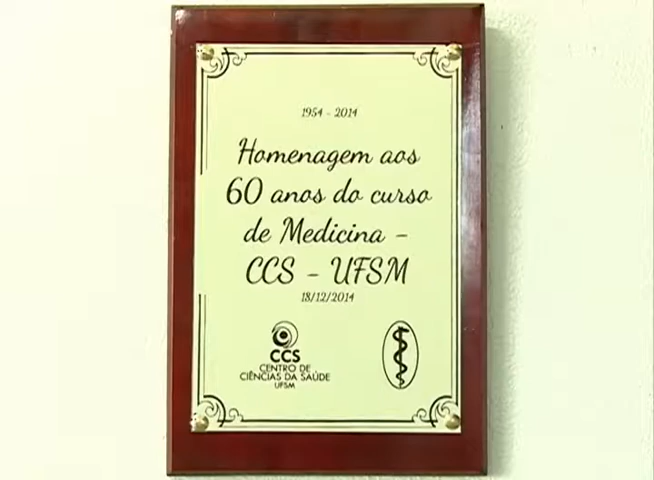 1954 - 2014
Homenagem aos
60 anos do curso
de Medicina -
CCS - UFSM
18/12/2014
CCS
CENTRO DE
CIÊNCIAS DA SAÚDE
UFSM